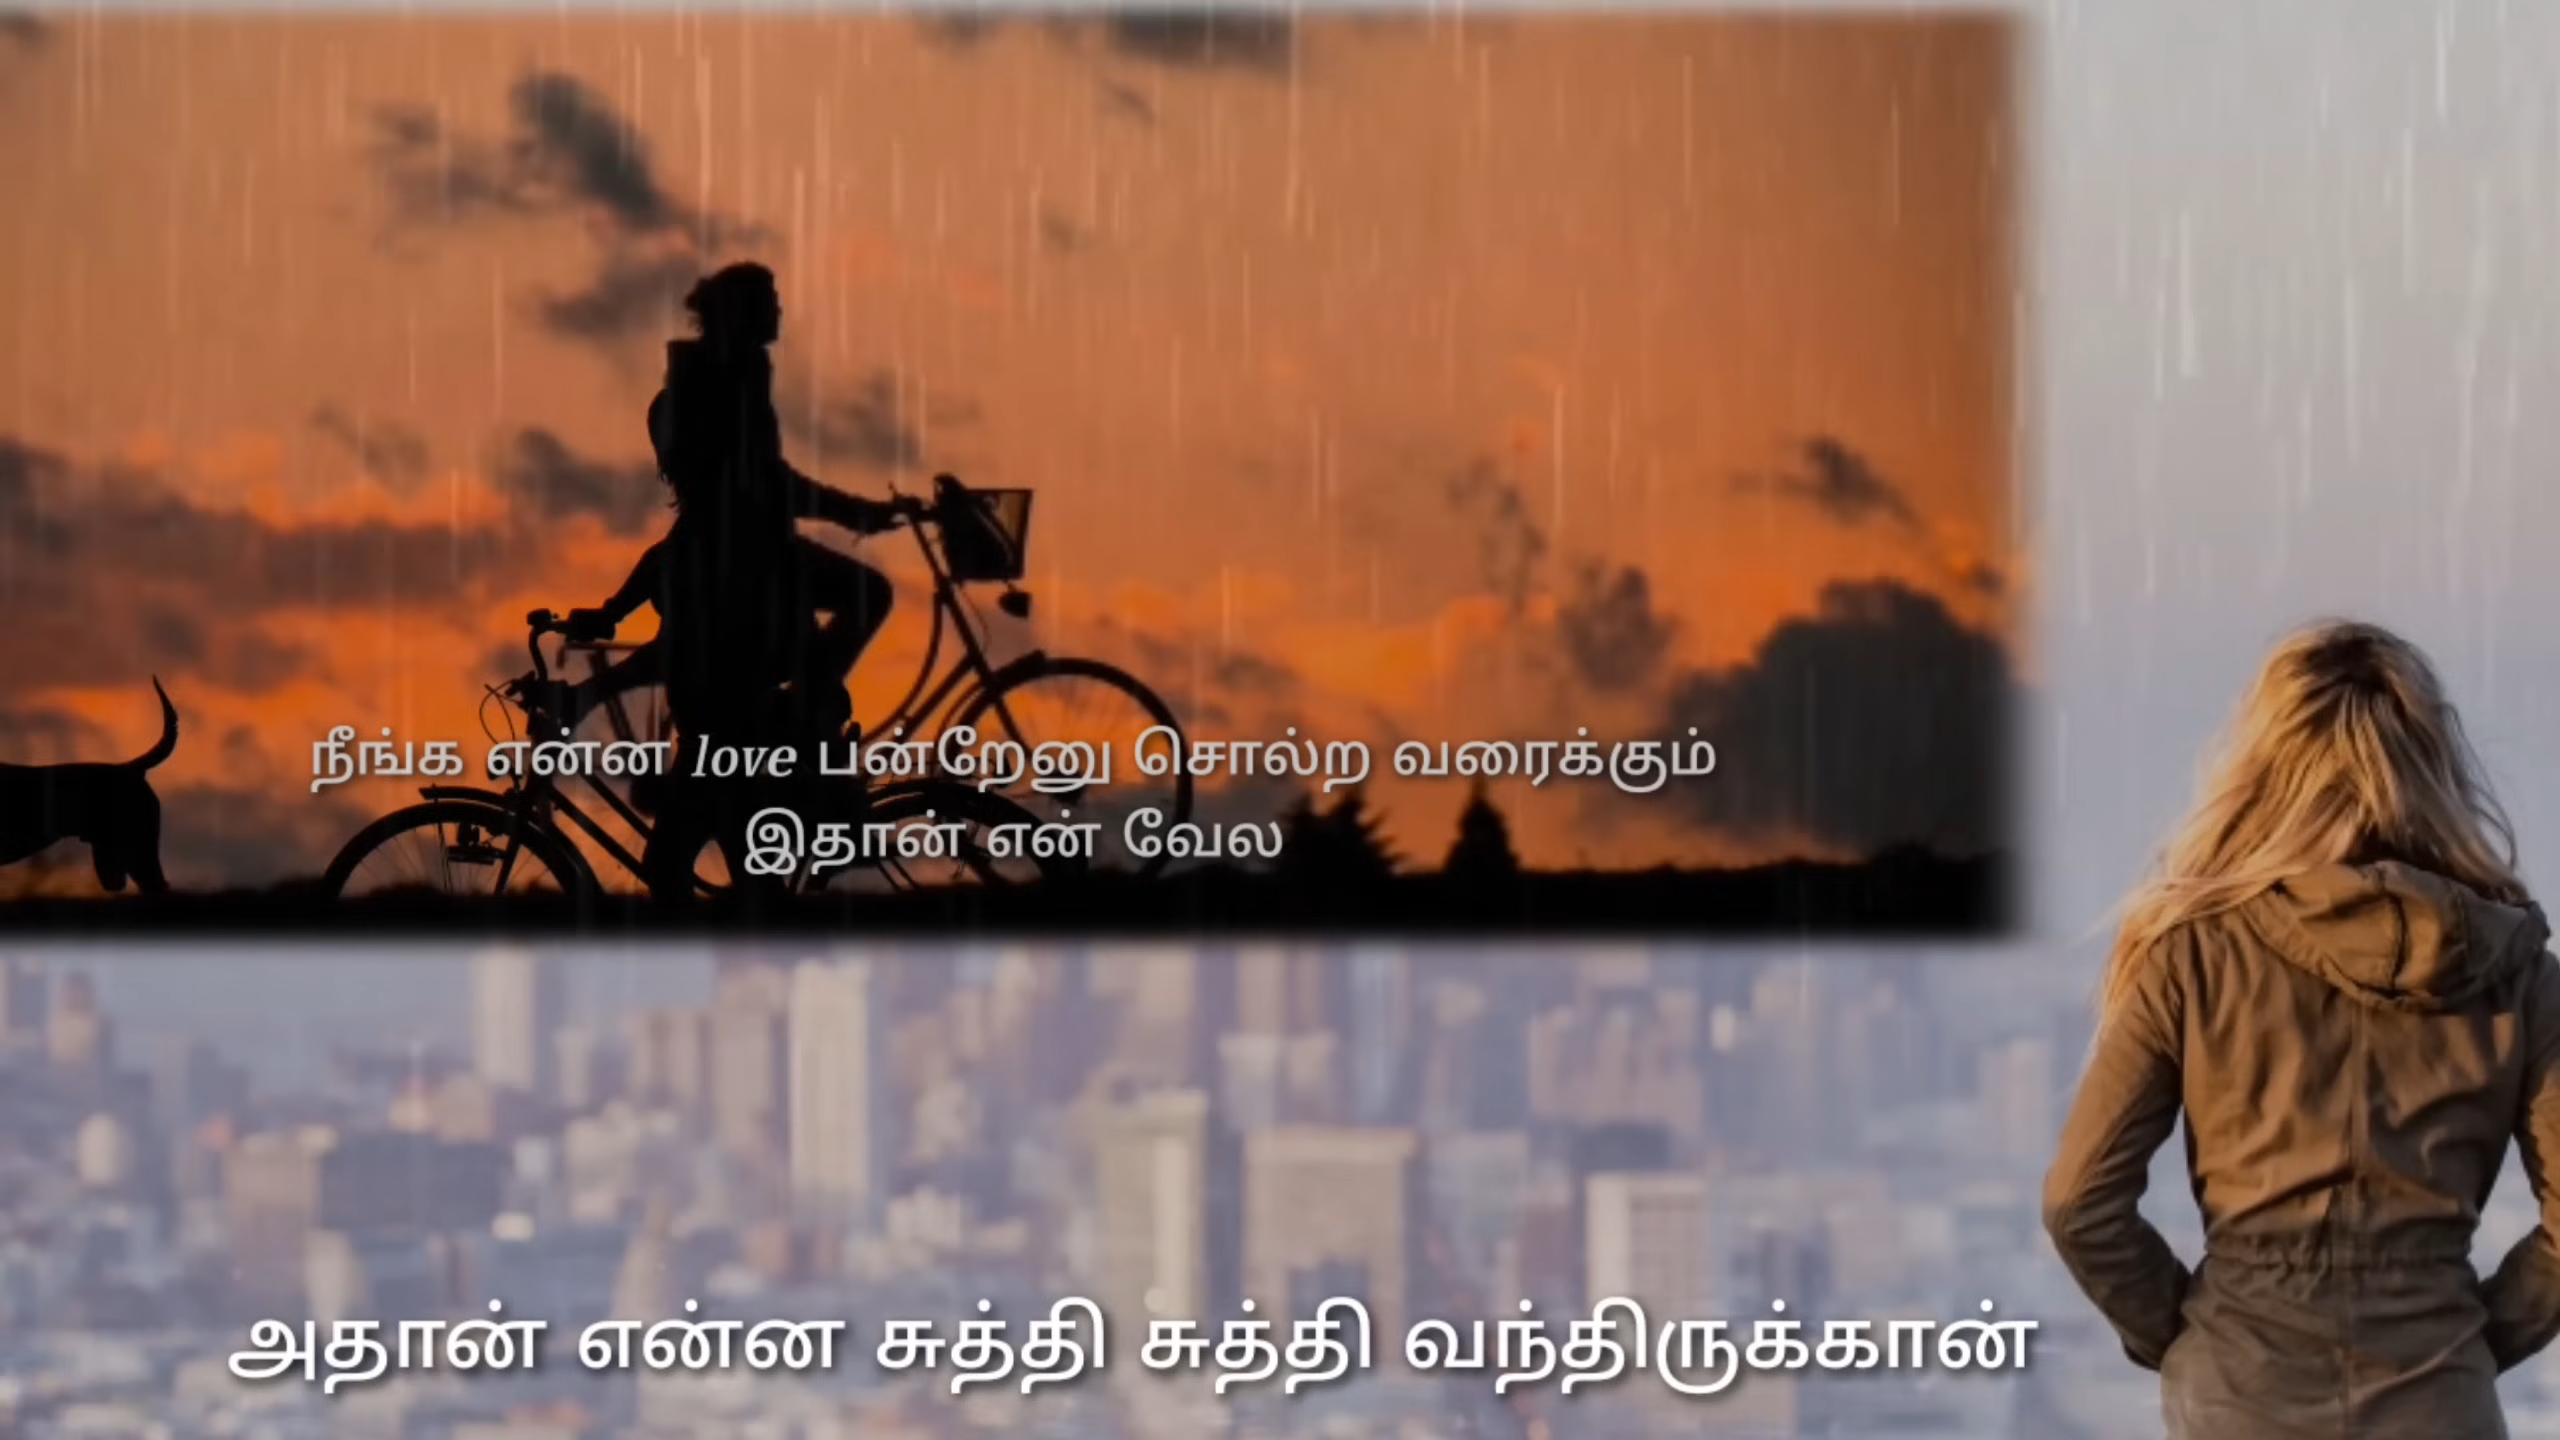 நீங்க என்ன love பன்றேனு சொல்ற வரைக்கும்
இதான் என் வேல
அதான் என்ன சுத்தி சுத்தி வந்திருக்கான்